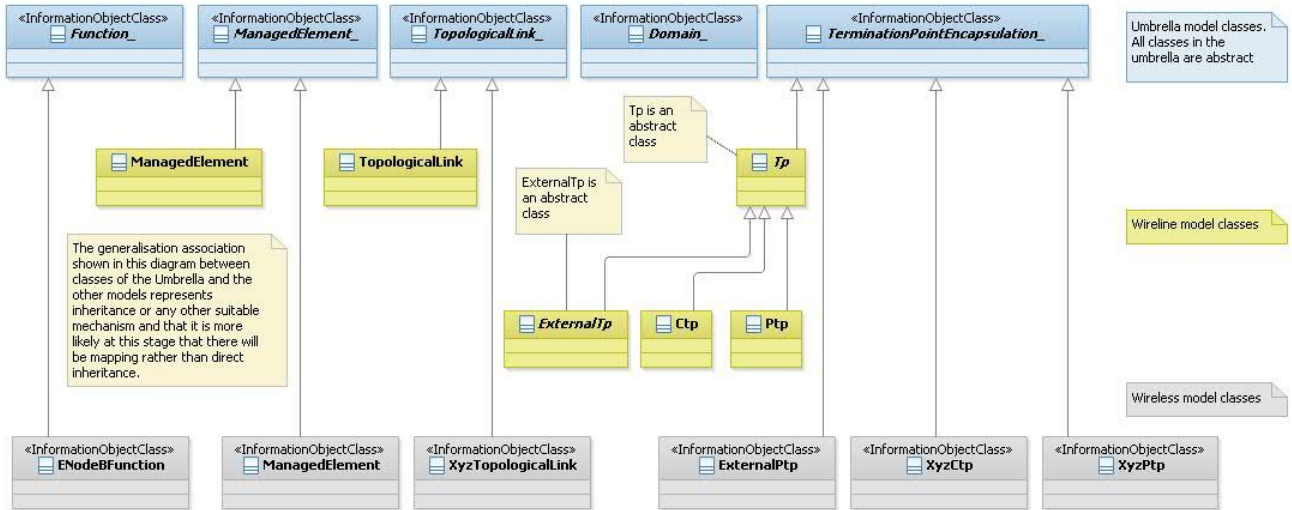 «InformationObjectClass»
Function_
«InformationObjectClass»
ManagedElement_
«InformationObjectClass»
TopologicalLink_
«InformationObjectClass»
Domain_
«InformationObjectClass»
TerminationPointEncapsulation_
Umbrella model classes.
All classes in the
umbrella are abstract
Tp is an
abstract
class
ManagedElement
TopologicalLink
Tp
ExternalTp is
an abstract
class
Wireline model classes
The generalisation association
shown in this diagram between
classes of the Umbrella and the
other models represents
inheritance or any other suitable
mechanism and that it is more
likely at this stage that there will
be mapping rather than direct
inheritance.
ExternalTp
Ctp
Ptp
Wireless model classes
«InformationObjectClass»
ENodeBFunction
«InformationObjectClass»
ManagedElement
«InformationObjectClass»
XyzTopologicalLink
«InformationObjectClass»
ExternalPtp
«InformationObjectClass»
XyzCtp
«InformationObjectClass»
XyzPtp